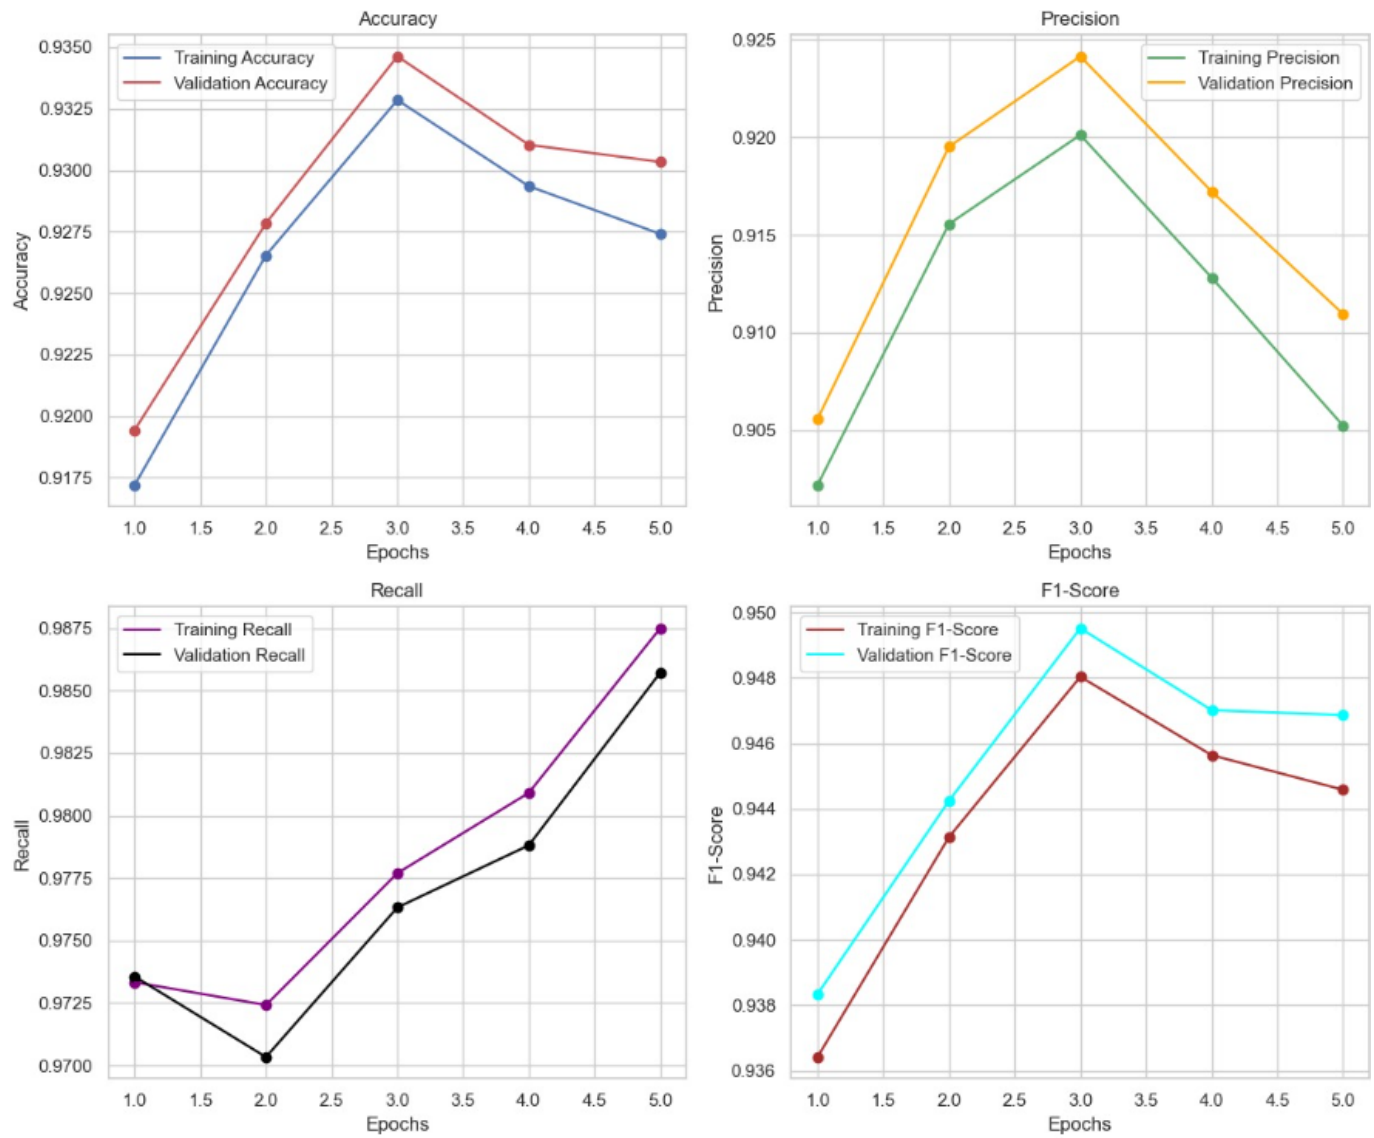 Accuracy
0.9350
0.9325
0.9300
0.9275
0.9250
0.9225
0.9200
0.9175
Accuracy
Training Accuracy
Validation Accuracy
1.0 1.5 2.0 2.5 3.0 3.5 4.0 4.5 5.0
Epochs
Precision
0.925
0.920
0.915
0.910
0.905
Precision
Training Precision
Validation Precision
1.0 1.5 2.0 2.5 3.0 3.5 4.0 4.5 5.0
Epochs
Recall
0.9875
0.9850
0.9825
0.9800
0.9775
0.9750
0.9725
0.9700
Recall
Training Recall
Validation Recall
1.0 1.5 2.0 2.5 3.0 3.5 4.0 4.5 5.0
Epochs
F1-Score
0.950
0.948
0.946
0.944
0.942
0.940
0.938
0.936
F1-Score
Training F1-Score
Validation F1-Score
1.0 1.5 2.0 2.5 3.0 3.5 4.0 4.5 5.0
Epochs